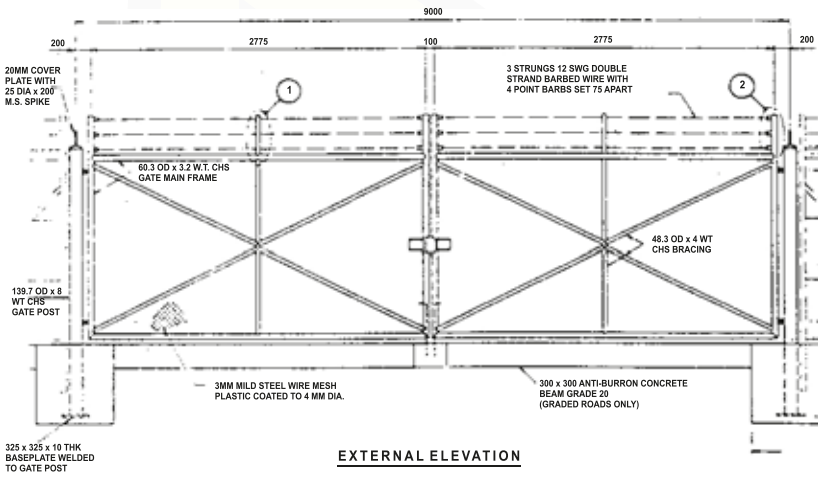 9000
200
2775
100
2775
200
20MM COVER
PLATE WITH
25 DIA x 200
M.S. SPIKE
1
3 STRUNGS 12 SWG DOUBLE
STRAND BARBED WIRE WITH
4 POINT BARBS SET 75 APART
2
60.3 OD x 3.2 W.T. CHS
GATE MAIN FRAME
48.3 OD x 4 WT
CHS BRACING
139.7 OD x 8
WT CHS
GATE POST
3MM MILD STEEL WIRE MESH
PLASTIC COATED TO 4 MM DIA.
300 x 300 ANTI-BURRON CONCRETE
BEAM GRADE 20
(GRADED ROADS ONLY)
325 x 325 x 10 THK
BASEPLATE WELDED
TO GATE POST
EXTERNAL ELEVATION